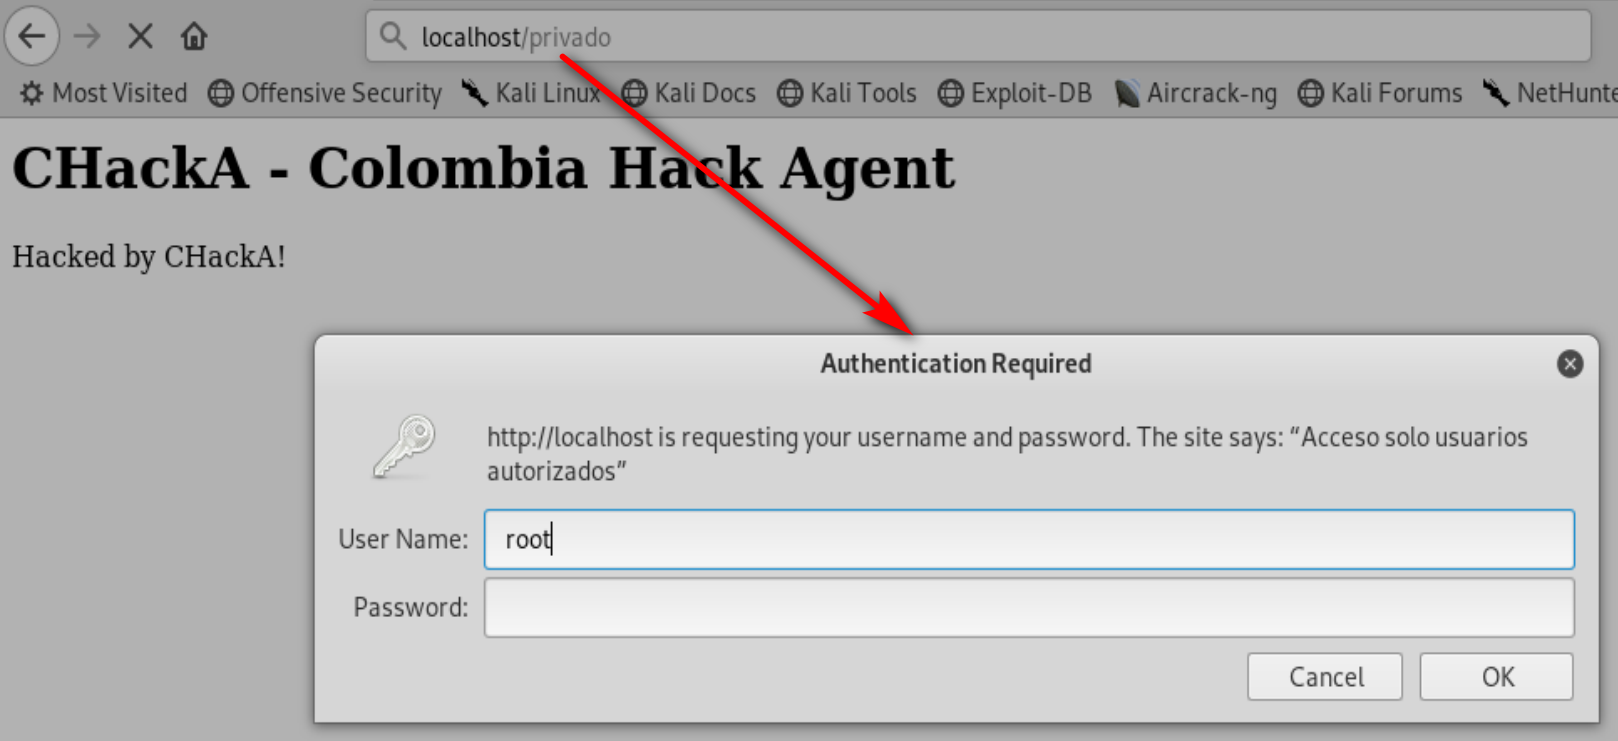 localhost/privado
Most Visited Offensive Security Kali Linux Kali Docs Kali Tools Exploit-DB Aircrack-ng Kali Forums NetHunte
CHackA - Colombia Hack Agent
Hacked by CHackA!
Authentication Required
http://localhost is requesting your username and password. The site says: “Acceso solo usuarios
autorizados”
User Name: root
Password:
Cancel OK